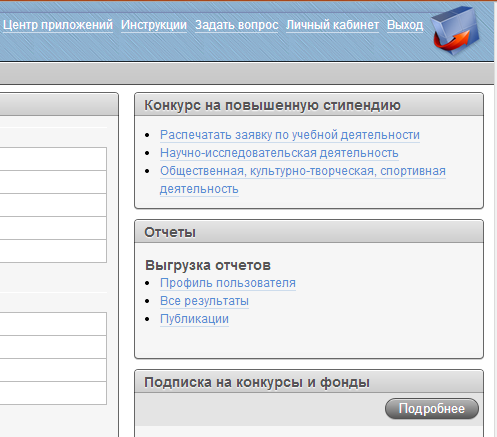 Центр приложений Инструкции Задать вопрос Личный кабинет Выход
Конкурс на повышенную стипендию
Распечатать заявку по учебной деятельности
Научно-исследовательская деятельность
Общественная, культурно-творческая, спортивная
деятельность
Отчеты
Выгрузка отчетов
Профиль пользователя
Все результаты
Публикации
Подписка на конкурсы и фонды
Подробнее